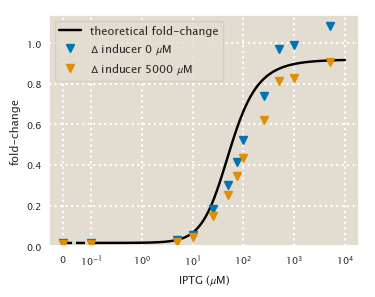 theoretical fold-change
Δ inducer 0 μM
Δ inducer 5000 μM
fold-change
1.0
0.8
0.6
0.4
0.2
0.0
0 10⁻¹ 10⁰ 10¹ 10² 10³ 10⁴
IPTG (μM)